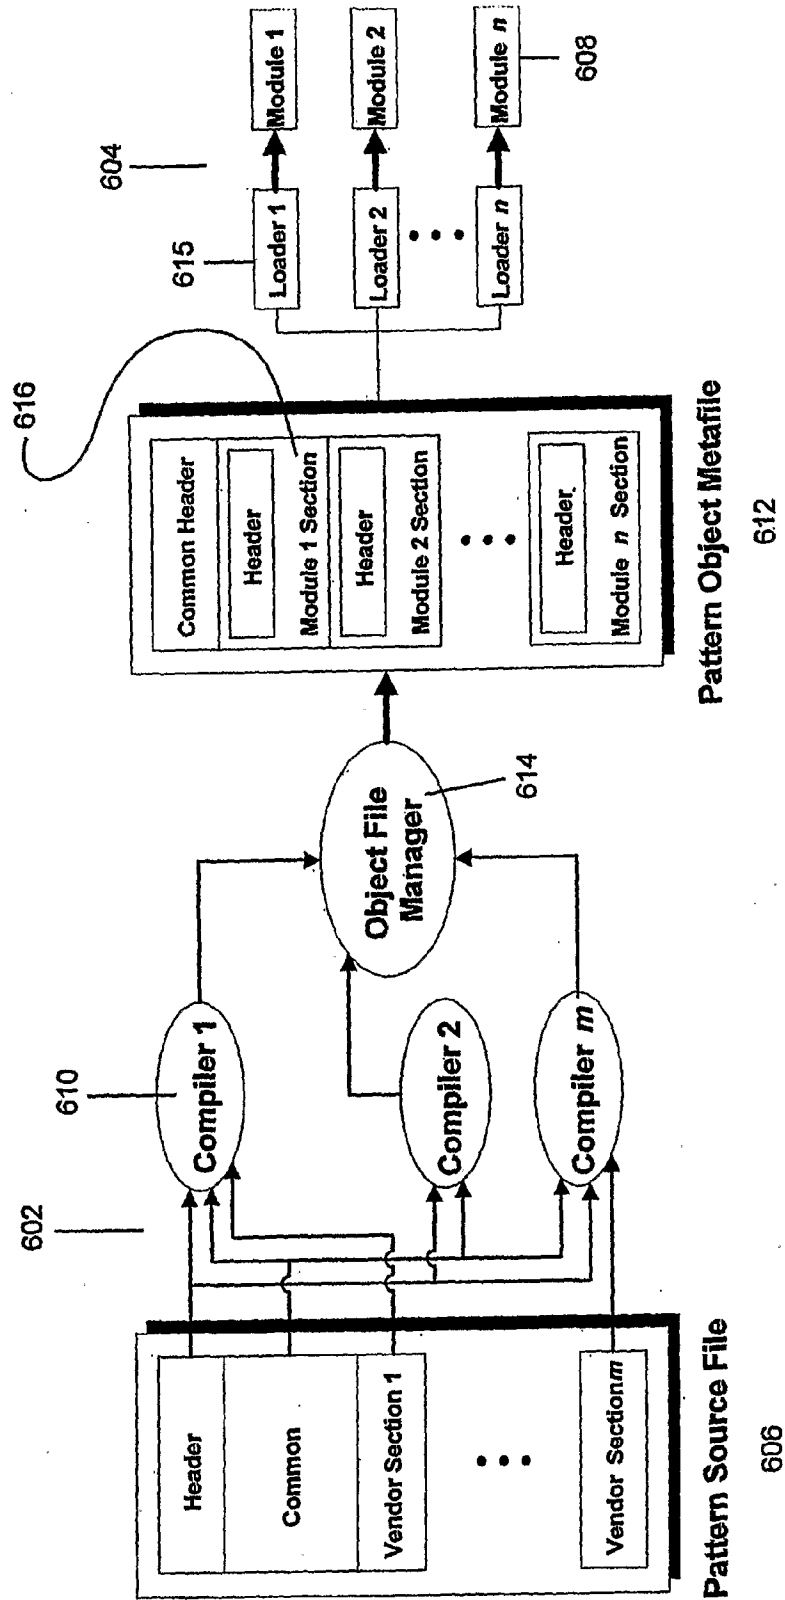 602
610
Header
Common
Vendor Section 1
Vendor Section m
Pattern Source File
606
Compiler 1
Compiler 2
Compiler m
Object File
Manager
614
616
Common Header
Header
Module 1 Section
Header
Module 2 Section
Header
Module n Section
Pattern Object Metafile
612
604
615
Loader 1
Loader 2
Loader n
Module 1
Module 2
Module n
608